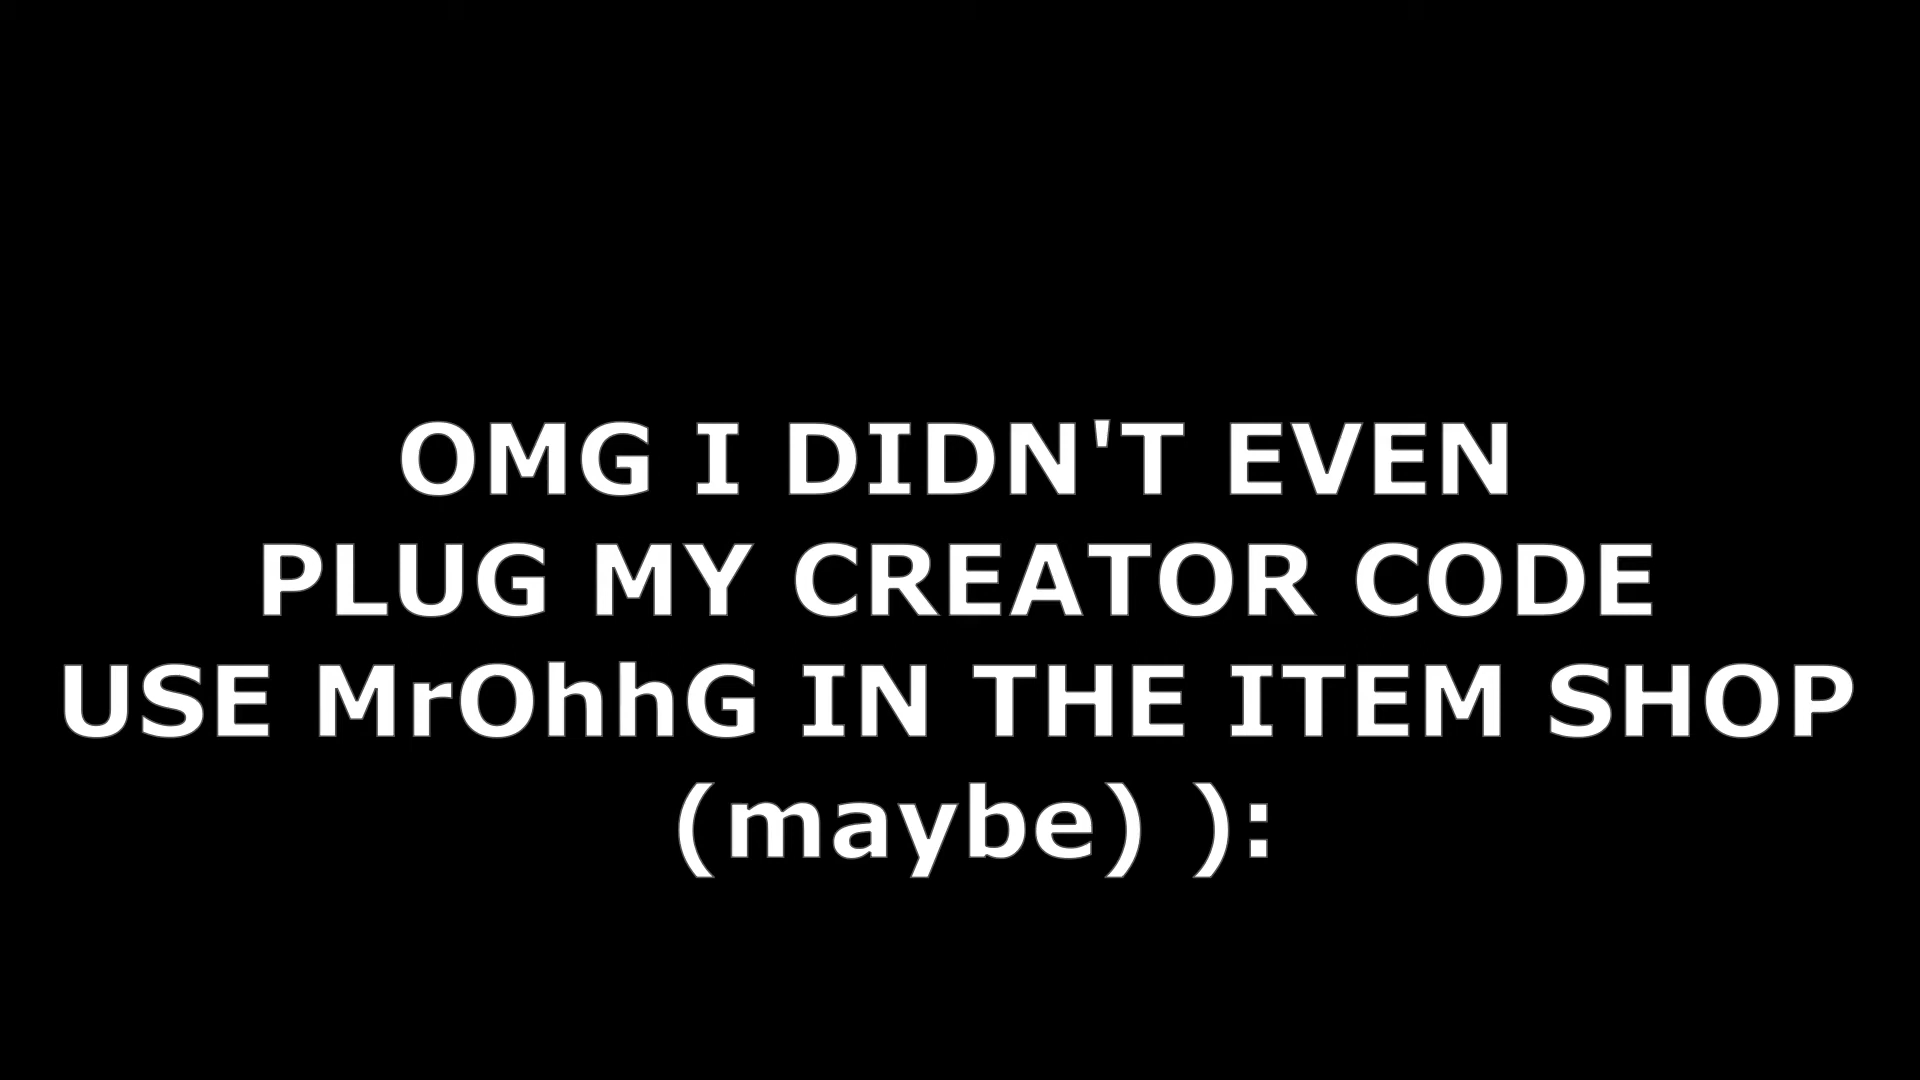 OMG I DIDN'T EVEN
PLUG MY CREATOR CODE
USE MrOhhG IN THE ITEM SHOP
(maybe) ):